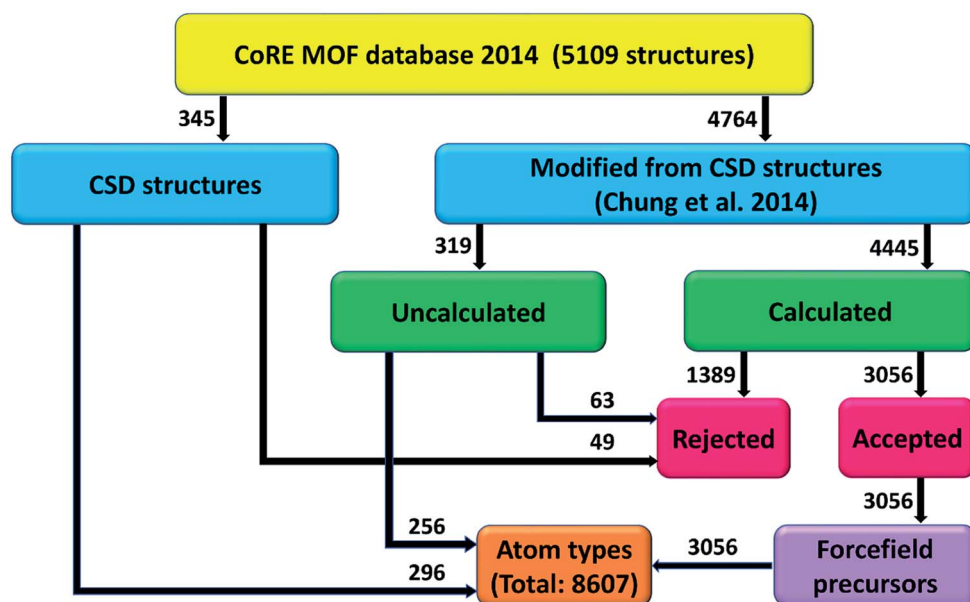 CoRE MOF database 2014 (5109 structures)
345
4764
CSD structures
Modified from CSD structures
(Chung et al. 2014)
319
4445
Uncalculated
Calculated
1389
3056
63
Rejected
Accepted
49
3056
256
Atom types
(Total: 8607)
3056
Forcefield
precursors
296